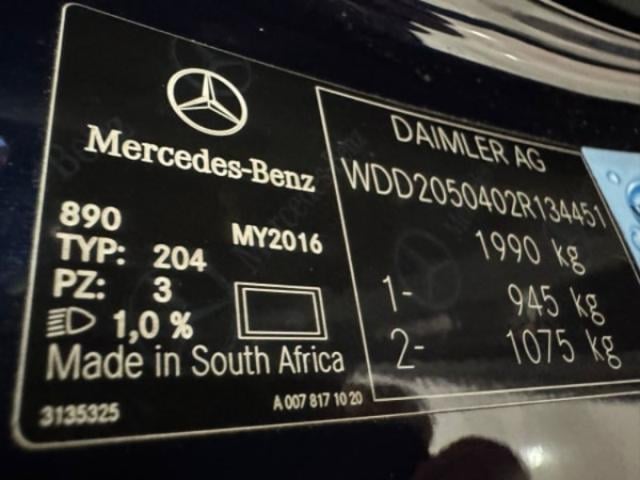 Mercedes-Benz
890
MY2016
TYP: 204
PZ: 3
1,0 %
Made in South Africa
3135325
A 007 817 10 20
DAIMLER AG
WDD2050402R134451
1990 kg
1- 945 kg
2- 1075 kg